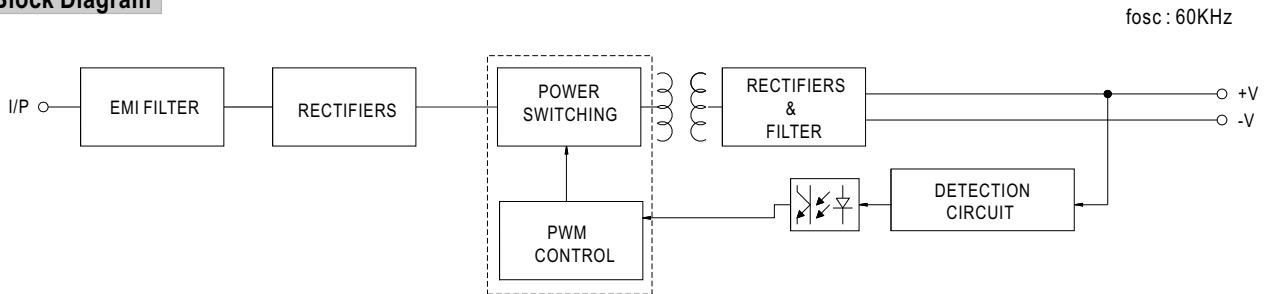 Block Diagram
fosc : 60KHz
I/P
EMI FILTER
RECTIFIERS
POWER
SWITCHING
RECTIFIERS
&
FILTER
+V
-V
DETECTION
CIRCUIT
PWM
CONTROL